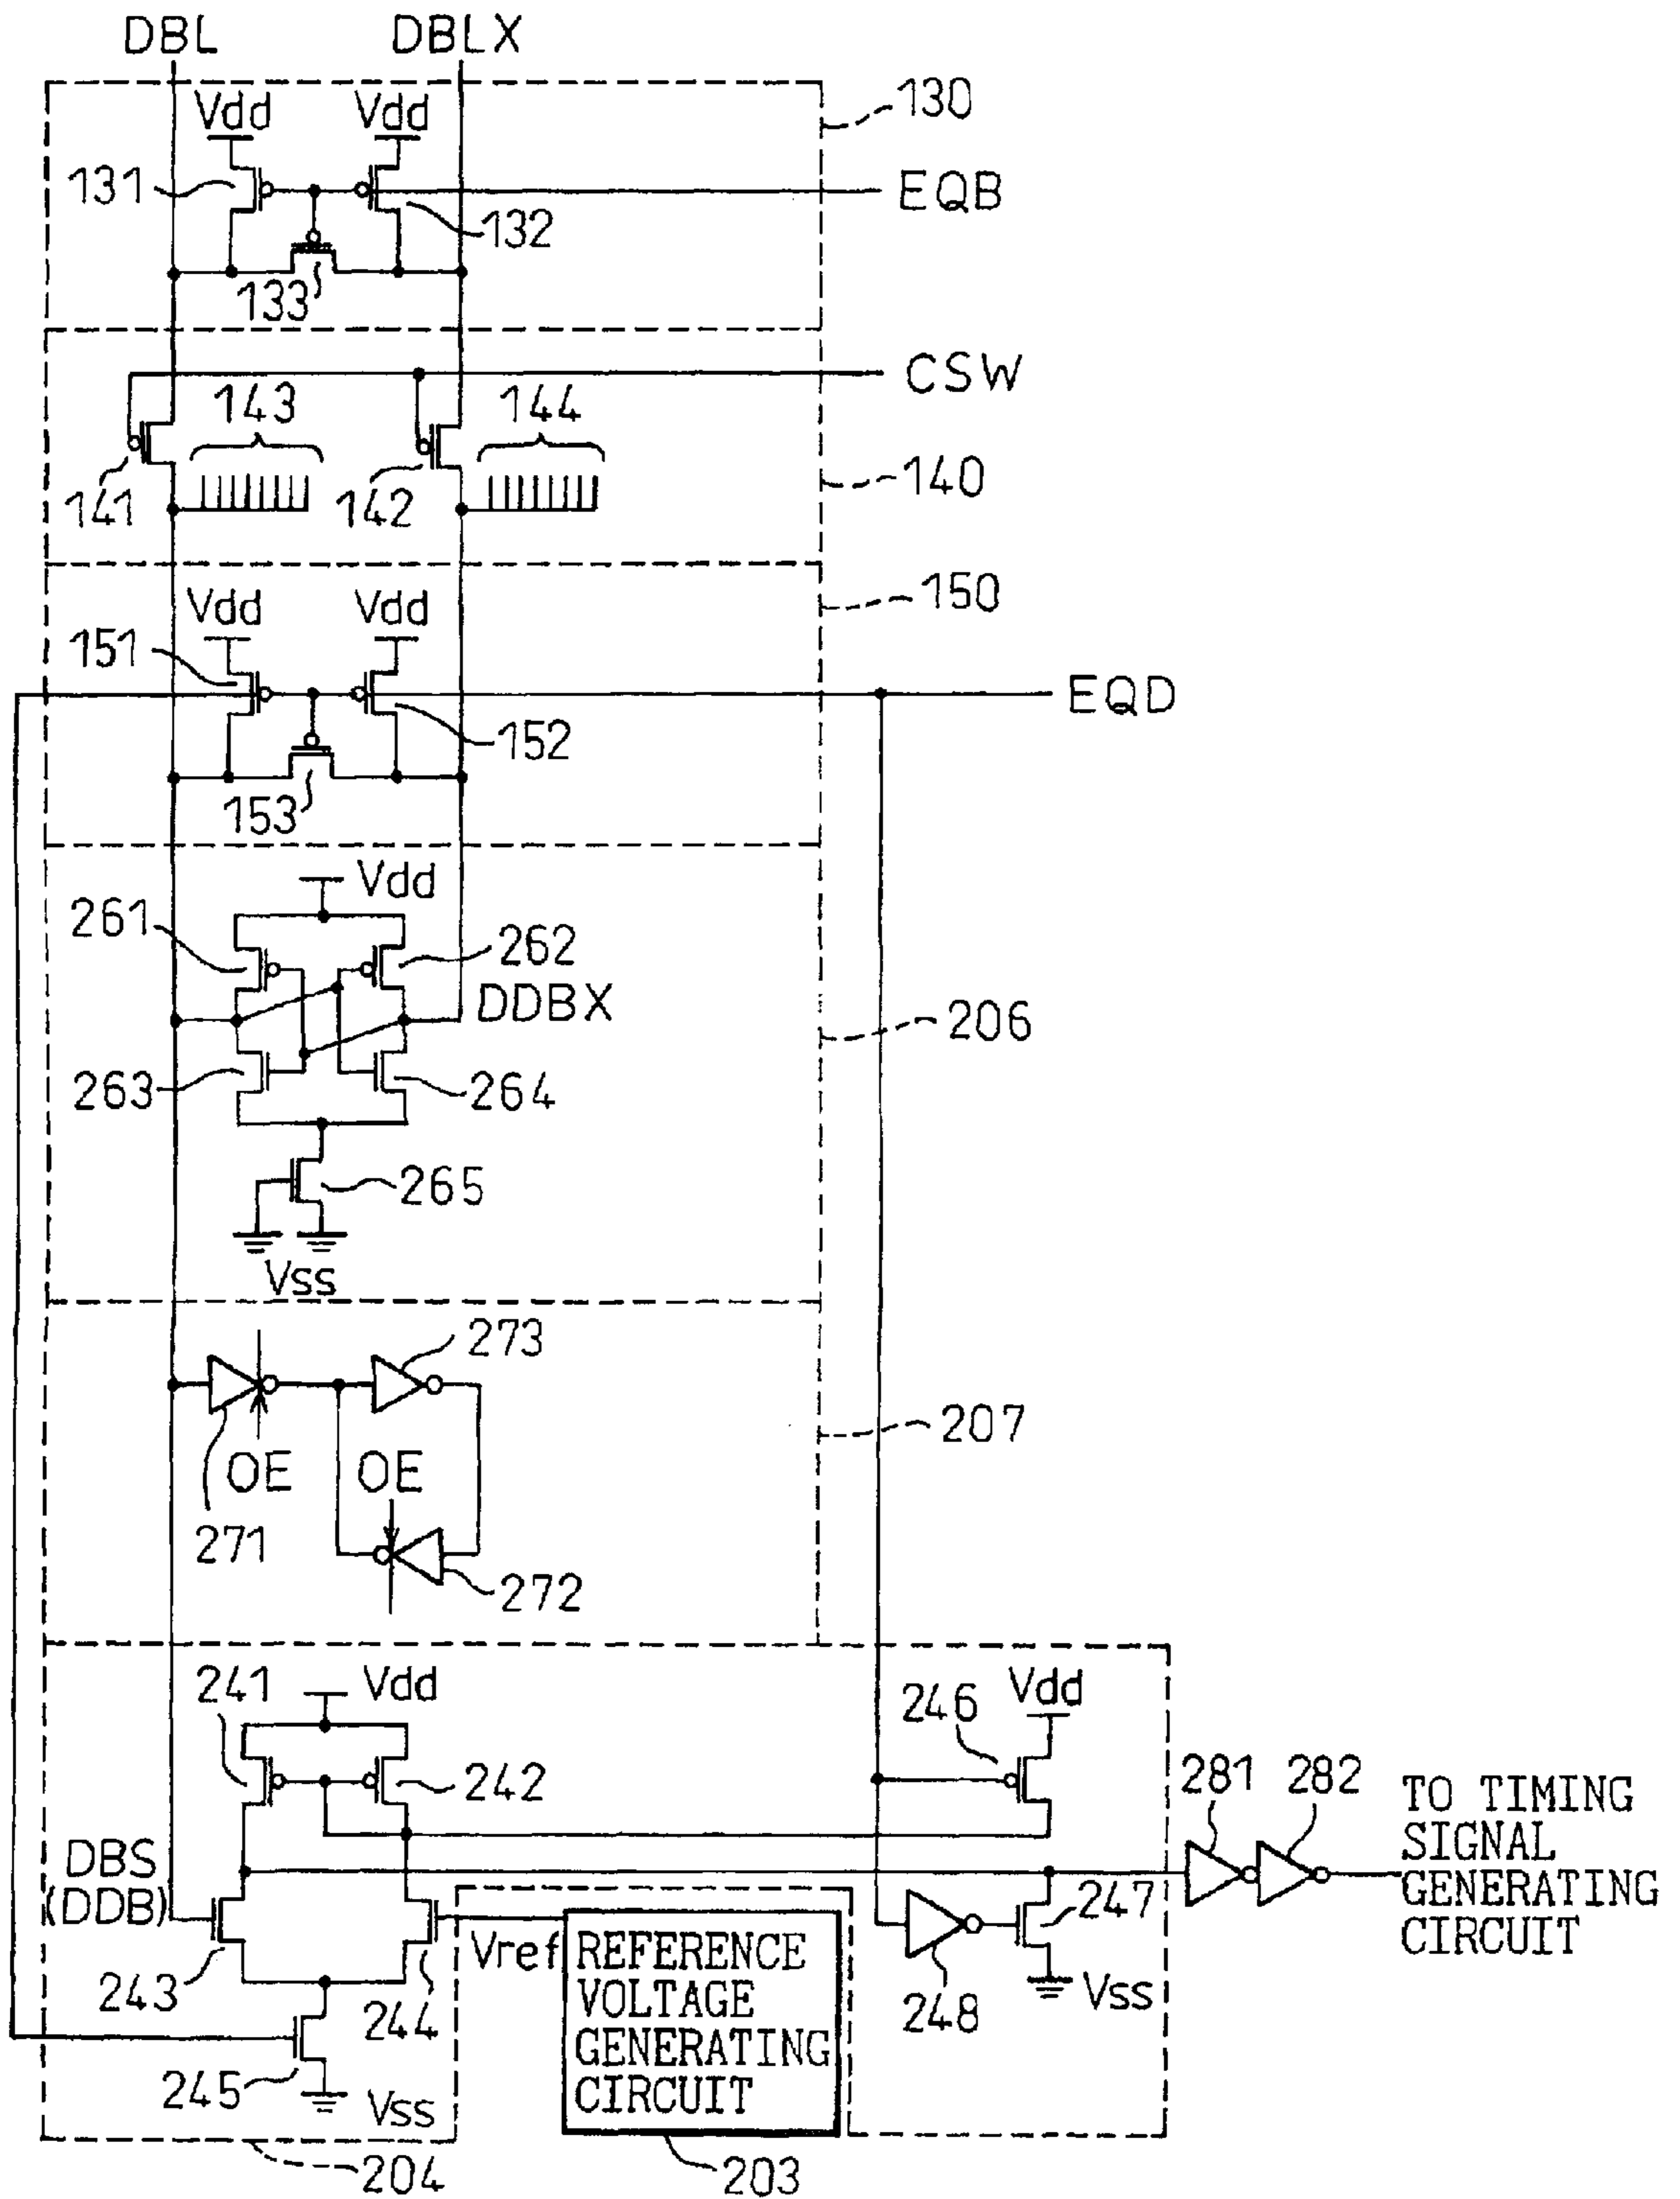 DBL DBLX
Vdd Vdd 130
131 EQB
132
133
CSW
143 144
141 142 140
150
Vdd Vdd
151
EQD
152
153
Vdd
261 262
DDBX
206
263 264
265
Vss
273
207
OE OE
271
272
241 Vdd
246 Vdd
242
281 282
TO TIMING
SIGNAL
GENERATING
CIRCUIT
DBS
(DDB)
247
Vref
REFERENCE
VOLTAGE
GENERATING
CIRCUIT
243 244 248 Vss
245 Vss
204 203